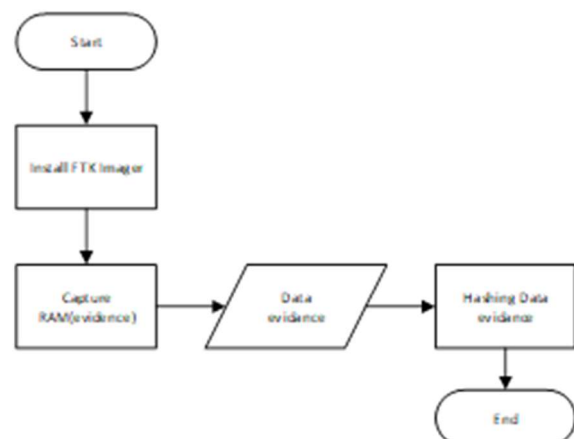 Start
Install FTK Imager
Capture
RAM(evidence)
Data
evidance
Hashing Data
evidance
End